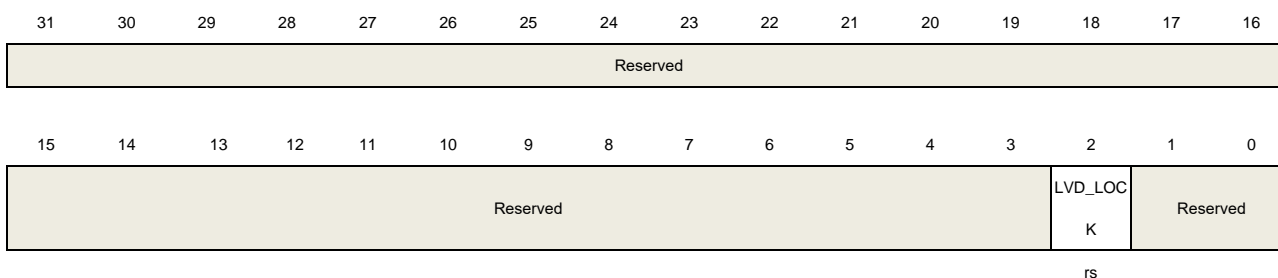 31 30 29 28 27 26 25 24 23 22 21 20 19 18 17 16
Reserved
15 14 13 12 11 10 9 8 7 6 5 4 3 2 1 0
Reserved LVD_LOC Reserved
K
rs